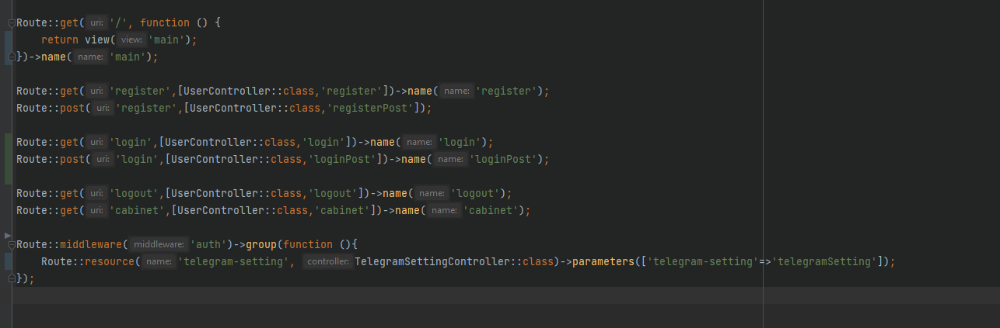 Route::get( uri: '/', function () {
    return view( view: 'main');
})->name( name: 'main');
Route::get( uri: 'register',[UserController::class,'register'])->name( name: 'register');
Route::post( uri: 'register',[UserController::class,'registerPost']);
Route::get( uri: 'login',[UserController::class,'login'])->name( name: 'login');
Route::post( uri: 'login',[UserController::class,'loginPost'])->name( name: 'loginPost');
Route::get( uri: 'logout',[UserController::class,'logout'])->name( name: 'logout');
Route::get( uri: 'cabinet',[UserController::class,'cabinet'])->name( name: 'cabinet');
Route::middleware( middleware: 'auth')->group(function (){
    Route::resource( name: 'telegram-setting', controller: TelegramSettingController::class)->parameters(['telegram-setting'=>'telegramSetting']);
});